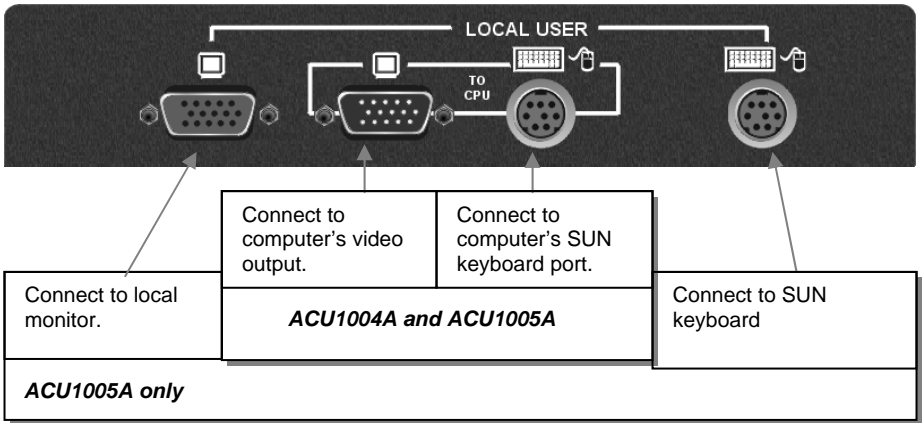 LOCAL USER
TO
CPU
Connect to
computer’s video
output.
Connect to
computer’s SUN
keyboard port.
Connect to local
monitor.
ACU1004A and ACU1005A
Connect to SUN
keyboard
ACU1005A only